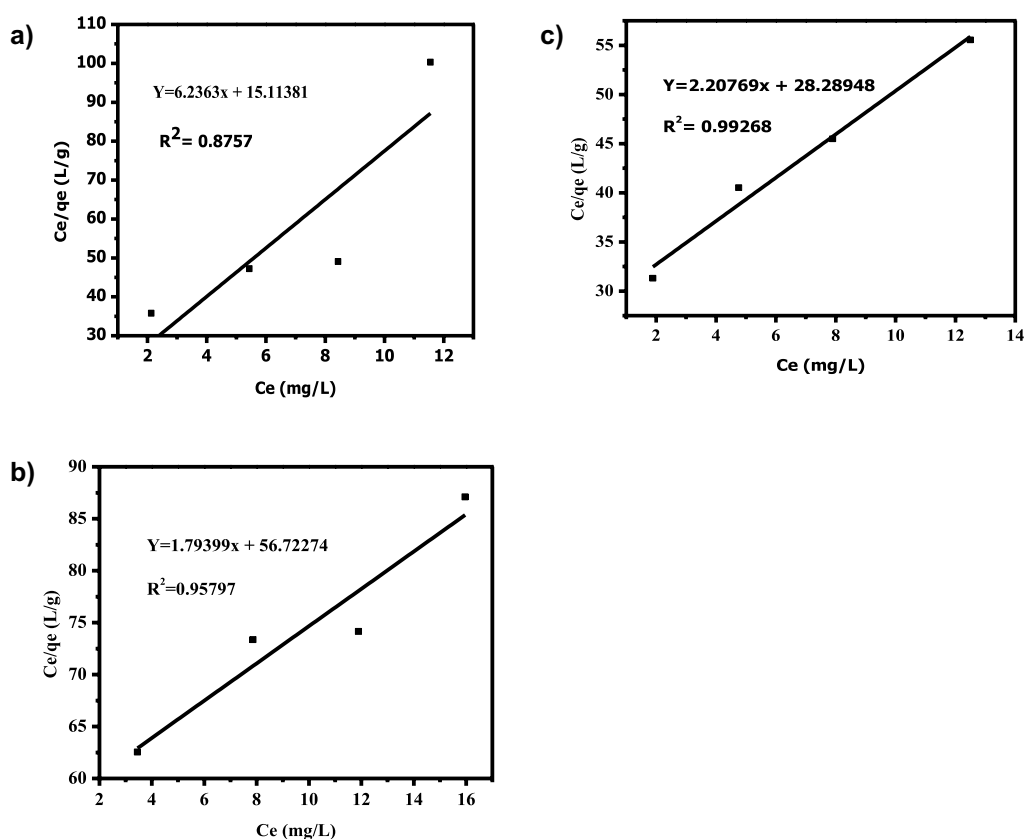 a)
110
100
90
80
70
60
50
40
30
Ce/qe (L/g)
Y=6.2363x + 15.11381
R²= 0.8757
2 4 6 8 10 12
Ce (mg/L)
c)
55
50
45
40
35
30
Ce/qe (L/g)
Y=2.20769x + 28.28948
R²= 0.99268
2 4 6 8 10 12 14
Ce (mg/L)
b)
90
85
80
75
70
65
60
Ce/qe (L/g)
Y=1.79399x + 56.72274
R²=0.95797
2 4 6 8 10 12 14 16
Ce (mg/L)